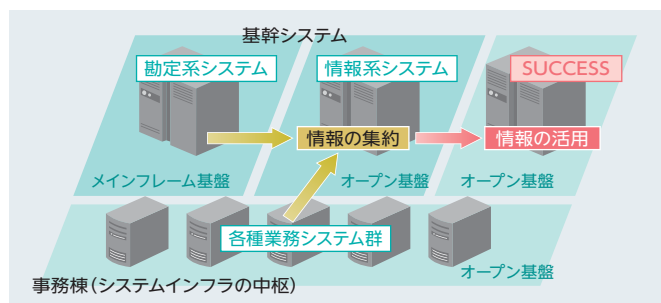 基幹システム
勘定系システム
情報系システム
SUCCESS
情報の集約
情報の活用
メインフレーム基盤
オープン基盤
オープン基盤
各種業務システム群
オープン基盤
事務棟(システムインフラの中枢)